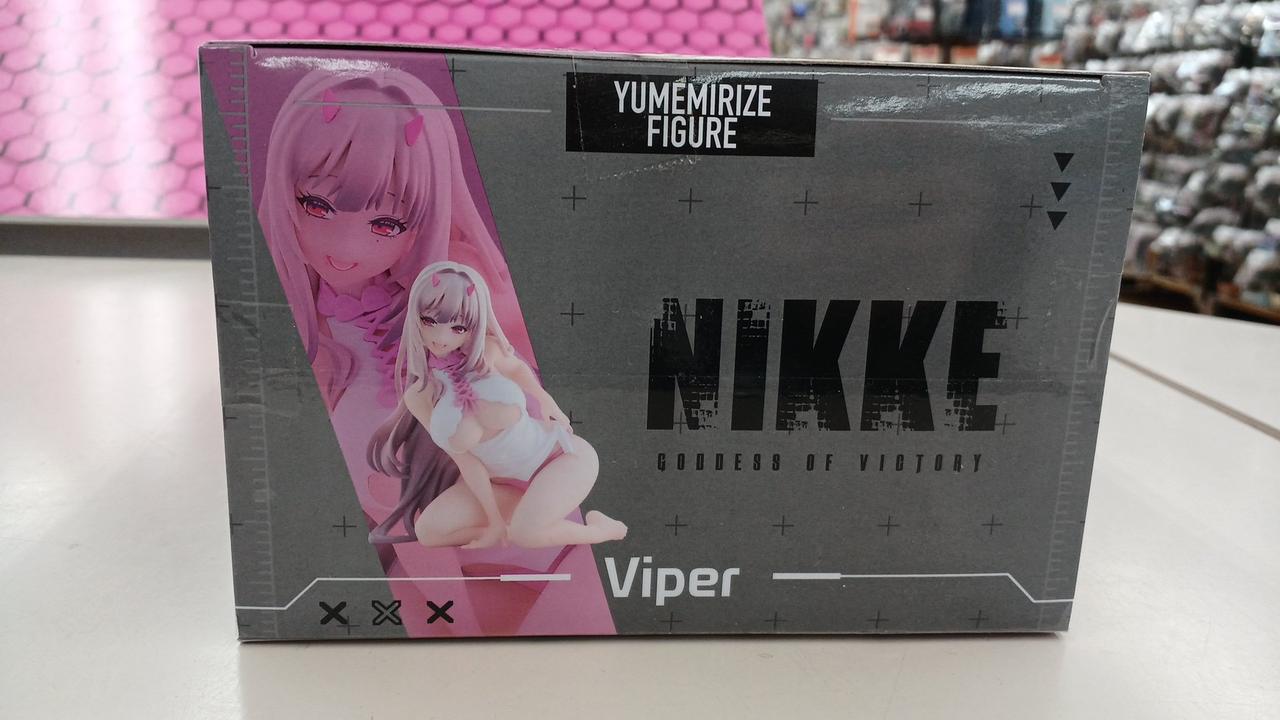 YUMEMIRIZE
FIGURE
NIKKE
GODDESS OF VICTORY
Viper